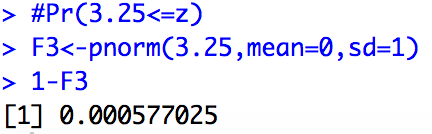 > #Pr(3.25<=z)
> F3<-pnorm(3.25,mean=0,sd=1)
> 1-F3
[1] 0.000577025